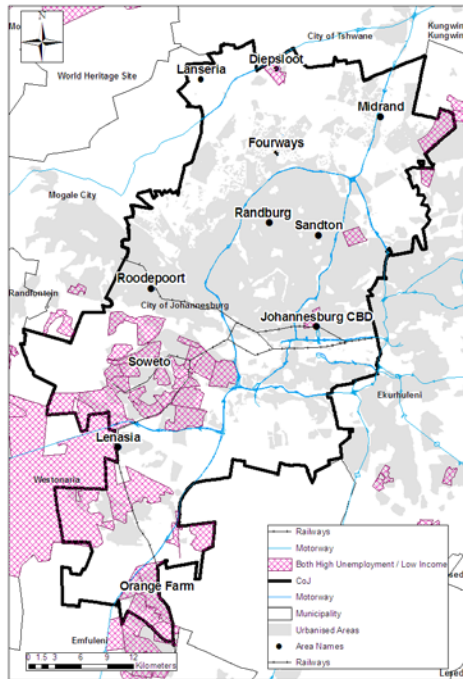 Kungwin
Kungwin
City of Tshwane
Diepsloot
Lanseria
World Heritage Site
Midrand
Fourways
Mogale City
Randburg
Sandton
Roodepoort
Randfontein
City of Johannesburg
Johannesburg CBD
Soweto
Ekurhuleni
Lenasia
Westonaria
Orange Farm
Emfuleni
0 1.5 3 6 9 12
Kilometers
Railways
Motorway
Both High Unemployment / Low Income
CoJ
Motorway
Municipality
Urbanised Areas
Area Names
Railways